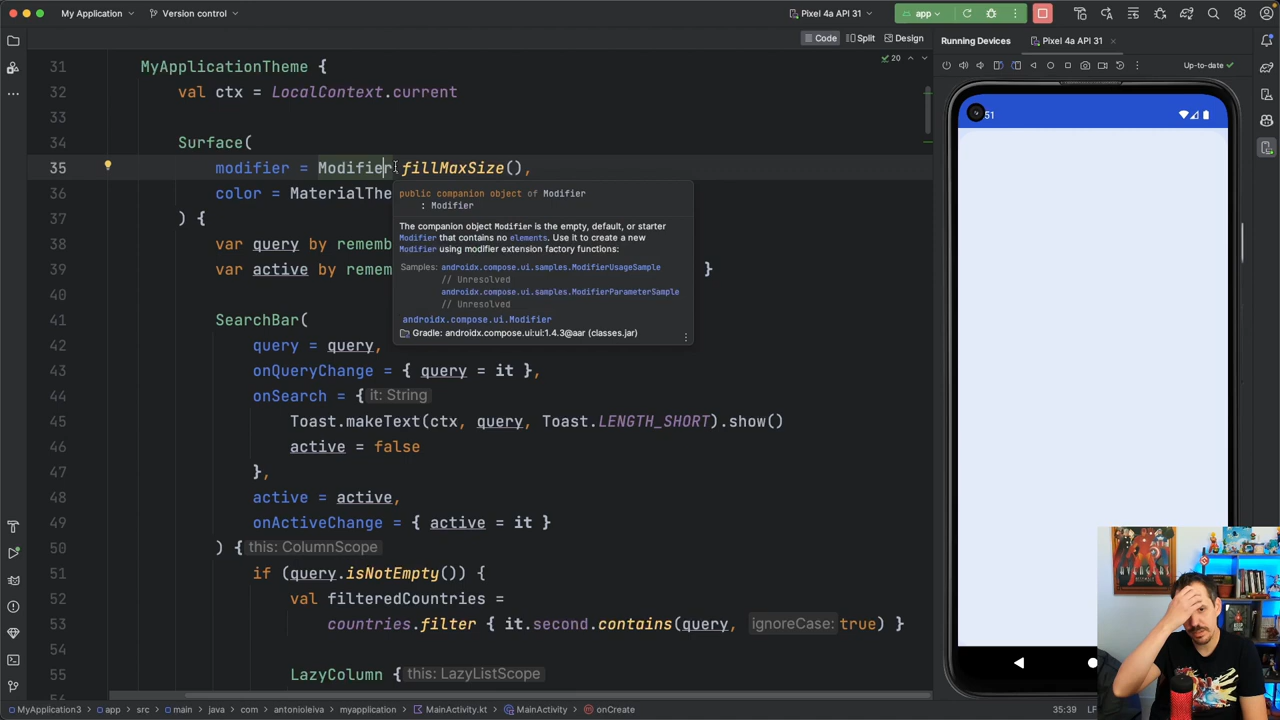 My Application
Version control
Pixel 4a API 31
app
Code
Split
Design
Running Devices
Pixel 4a API 31
Up-to-date
20
31 MyApplicationTheme {
32 val ctx = LocalContext.current
33
34 Surface(
35 modifier = Modifier.fillMaxSize(),
36 color = MaterialThe
37 ) {
38 var query by rememb
39 var active by remem }
40
41 SearchBar(
42 query = query,
43 onQueryChange = { query = it },
44 onSearch = { it: String
45 Toast.makeText(ctx, query, Toast.LENGTH_SHORT).show()
46 active = false
47 },
48 active = active,
49 onActiveChange = { active = it }
50 ) { this: ColumnScope
51 if (query.isNotEmpty()) {
52 val filteredCountries =
53 countries.filter { it.second.contains(query, ignoreCase: true) }
54
55 LazyColumn { this: LazyListScope
public companion object of Modifier
: Modifier
The companion object Modifier is the empty, default, or starter
Modifier that contains no elements. Use it to create a new
Modifier using modifier extension factory functions:
Samples: androidx.compose.ui.samples.ModifierUsageSample
// Unresolved
androidx.compose.ui.samples.ModifierParameterSample
// Unresolved
androidx.compose.ui.Modifier
Gradle: androidx.compose.ui:ui:1.4.3@aar (classes.jar)
:51
AVENGERS
MyApplication3 > app > src > main > java > com > antonioleiva > myapplication > MainActivity.kt > MainActivity > onCreate
35:39